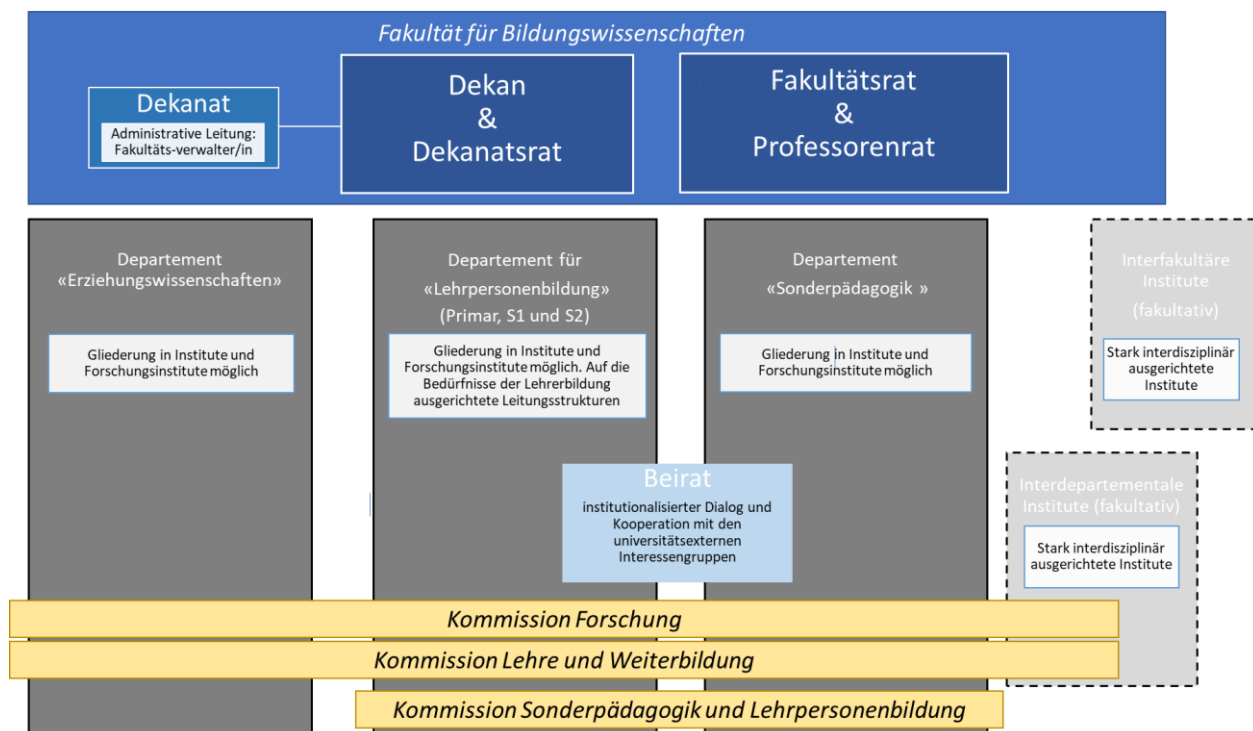 Fakultät für Bildungswissenschaften
Dekanat
Administrative Leitung:
Fakultäts-verwalter/in
Dekan
&
Dekanatsrat
Fakultätsrat
&
Professorenrat
Departement
«Erziehungswissenschaften»
Gliederung in Institute und
Forschungsinstitute möglich
Departement für
«Lehrpersonenbildung»
(Primar, S1 und S2)
Gliederung in Institute und
Forschungsinstitute möglich. Auf die
Bedürfnisse der Lehrerbildung
ausgerichtete Leitungsstrukturen
Departement
«Sonderpädagogik »
Gliederung in Institute und
Forschungsinstitute möglich
Interfakultäre
Institute
(fakultativ)
Stark interdisziplinär
ausgerichtete
Institute
Beirat
institutionalisierter Dialog und
Kooperation mit den
universitätsexternen
Interessengruppen
Interdepartementale
Institute (fakultativ)
Stark interdisziplinär
ausgerichtete Institute
Kommission Forschung
Kommission Lehre und Weiterbildung
Kommission Sonderpädagogik und Lehrpersonenbildung